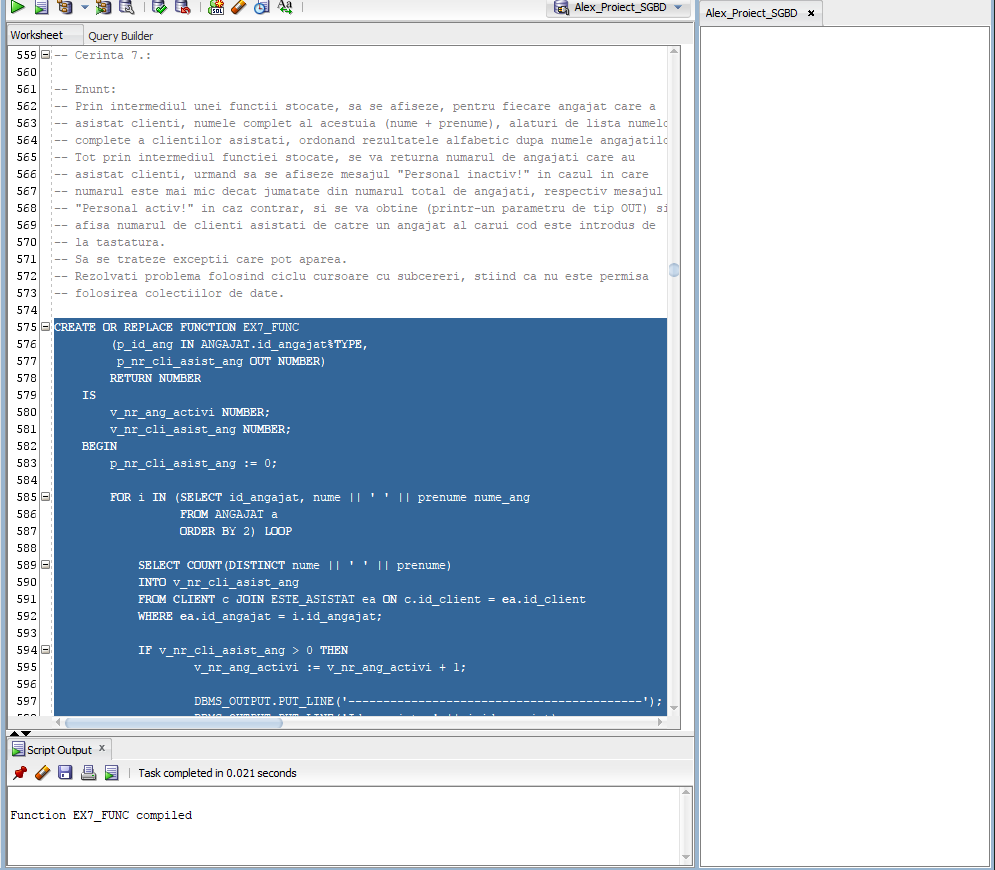 Alex_Proiect_SGBD
Alex_Proiect_SGBD
Worksheet Query Builder
559 -- Cerinta 7.:
560
561 -- Enunt:
562 -- Prin intermediul unei functii stocate, sa se afiseze, pentru fiecare angajat care a
563 -- asistat clienti, numele complet al acestuia (nume + prenume), alaturi de lista numelo
564 -- complete a clientilor asistati, ordonand rezultatele alfabetic dupa numele angajatilo
565 -- Tot prin intermediul functiei stocate, se va returna numarul de angajati care au
566 -- asistat clienti, urmand sa se afiseze mesajul "Personal inactiv!" in cazul in care
567 -- numarul este mai mic decat jumatate din numarul total de angajati, respectiv mesajul
568 -- "Personal activ!" in caz contrar, si se va obtine (printr-un parametru de tip OUT) si
569 -- afisa numarul de clienti asistati de catre un angajat al carui cod este introdus de
570 -- la tastatura.
571 -- Sa se trateze exceptii care pot aparea.
572 -- Rezolvati problema folosind ciclu cursoare cu subcereri, stiind ca nu este permisa
573 -- folosirea colectiilor de date.
574
575 CREATE OR REPLACE FUNCTION EX7_FUNC
576 (p_id_ang IN ANGAJAT.id_angajat%TYPE,
577 p_nr_cli_asist_ang OUT NUMBER)
578 RETURN NUMBER
579 IS
580 v_nr_ang_activi NUMBER;
581 v_nr_cli_asist_ang NUMBER;
582 BEGIN
583 p_nr_cli_asist_ang := 0;
584
585 FOR i IN (SELECT id_angajat, nume || ' ' || prenume nume_ang
586 FROM ANGAJAT a
587 ORDER BY 2) LOOP
588
589 SELECT COUNT(DISTINCT nume || ' ' || prenume)
590 INTO v_nr_cli_asist_ang
591 FROM CLIENT c JOIN ESTE_ASISTAT ea ON c.id_client = ea.id_client
592 WHERE ea.id_angajat = i.id_angajat;
593
594 IF v_nr_cli_asist_ang > 0 THEN
595 v_nr_ang_activi := v_nr_ang_activi + 1;
596
597 DBMS_OUTPUT.PUT_LINE('------------------------------------------');
Script Output
Task completed in 0.021 seconds
Function EX7_FUNC compiled